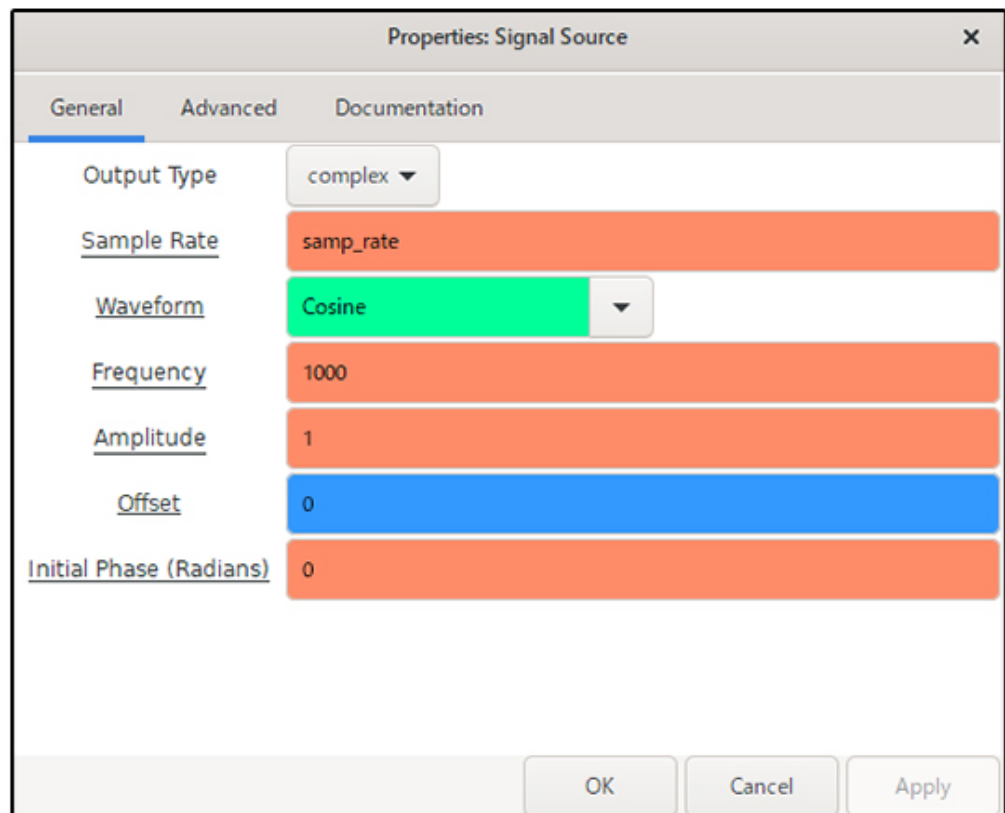 Properties: Signal Source
General Advanced Documentation
Output Type complex
Sample Rate samp_rate
Waveform Cosine
Frequency 1000
Amplitude 1
Offset 0
Initial Phase (Radians) 0
OK Cancel Apply